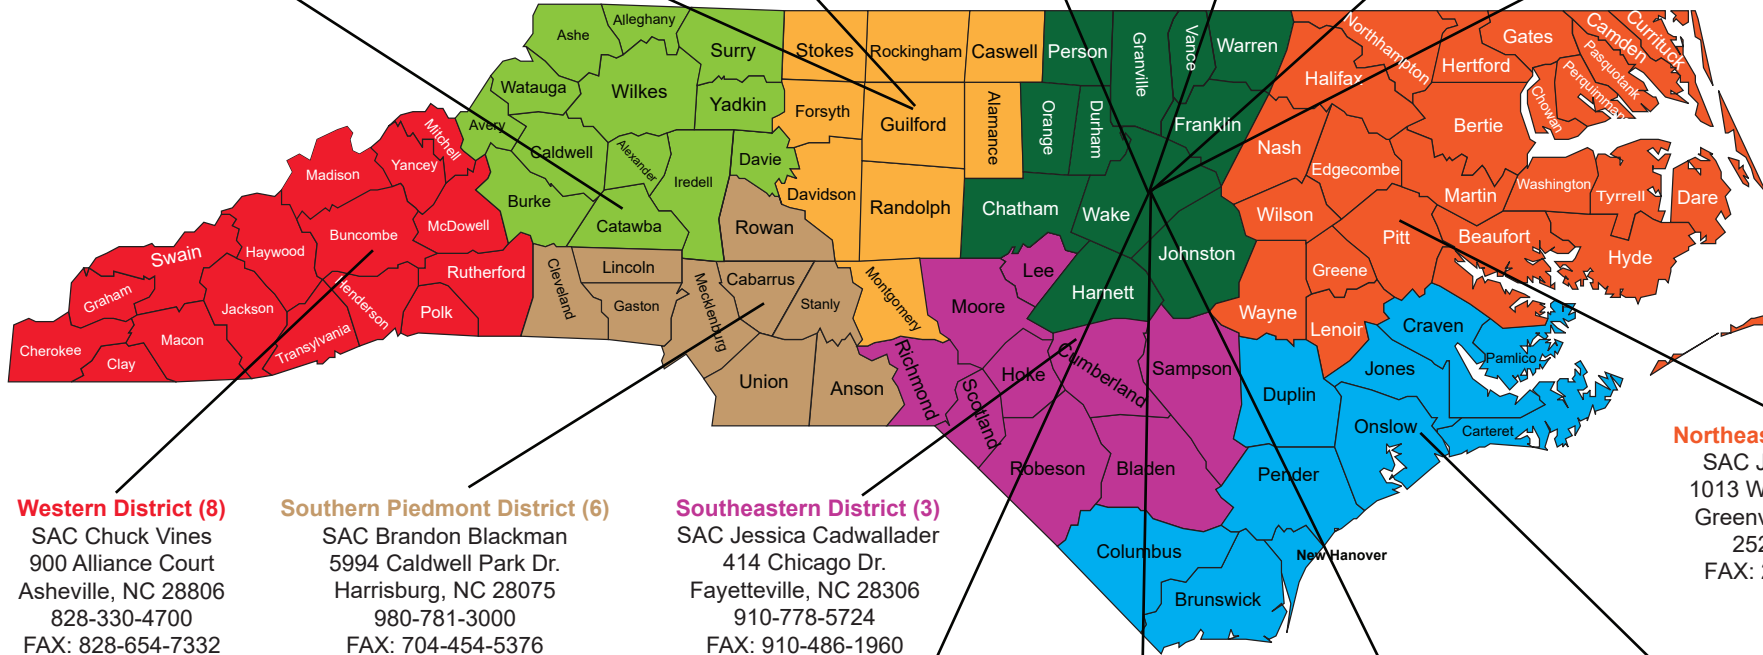 Ashe
Alleghany
Surry
Stokes
Rockingham
Caswell
Person
Granville
Vance
Warren
Northhampton
Gates
Camden
Currituck
Pasquotank
Perquimman
Hertford
Halifax
Watauga
Wilkes
Yadkin
Forsyth
Guilford
Alamance
Orange
Durham
Franklin
Bertie
Chowan
Mitchell
Avery
Caldwell
Alexander
Iredell
Davie
Nash
Edgecombe
Madison
Yancey
Burke
Catawba
Davidson
Randolph
Chatham
Wake
Wilson
Martin
Washington
Tyrrell
Dare
Swain
Haywood
Buncombe
McDowell
Rowan
Johnston
Pitt
Beaufort
Hyde
Graham
Jackson
Henderson
Rutherford
Polk
Cleveland
Lincoln
Gaston
Mecklenburg
Cabarrus
Stanly
Montgomery
Moore
Lee
Harnett
Greene
Wayne
Lenoir
Craven
Pamlico
Cherokee
Clay
Macon
Transylvania
Union
Anson
Richmond
Scotland
Hoke
Cumberland
Sampson
Duplin
Jones
Onslow
Carteret
Robeson
Bladen
Pender
Columbus
New Hanover
Brunswick
Western District (8)
SAC Chuck Vines
900 Alliance Court
Asheville, NC 28806
828-330-4700
FAX: 828-654-7332
Southern Piedmont District (6)
SAC Brandon Blackman
5994 Caldwell Park Dr.
Harrisburg, NC 28075
980-781-3000
FAX: 704-454-5376
Southeastern District (3)
SAC Jessica Cadwallader
414 Chicago Dr.
Fayetteville, NC 28306
910-778-5724
FAX: 910-486-1960
Northeas
SAC J
1013 W
Greenv
252
FAX: